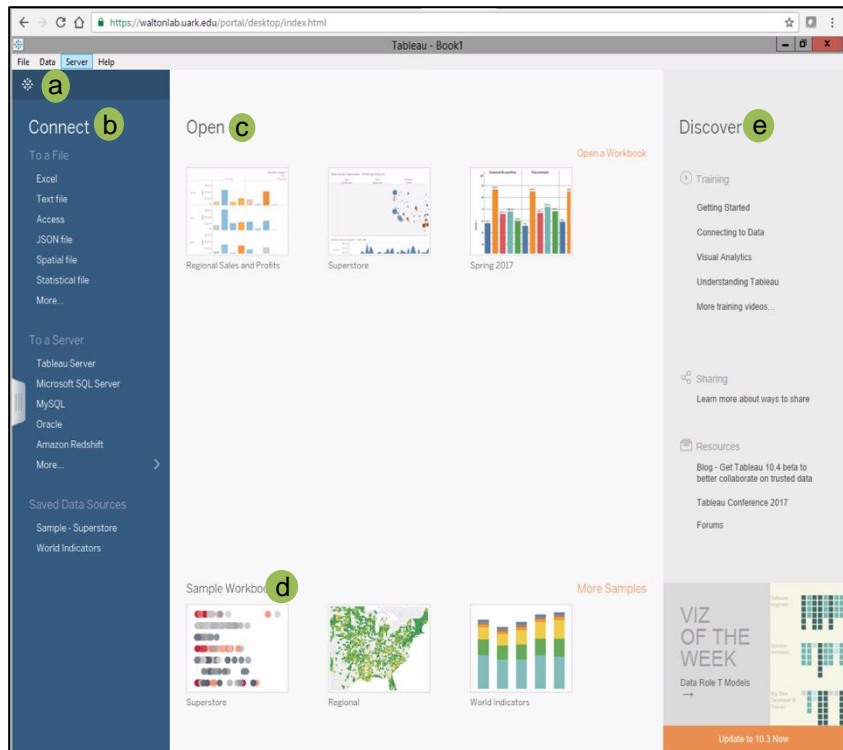 https://waltonlab.uark.edu/portal/desktop/index.html
Tableau - Book1
File Data Server Help
a
Connect b
To a File
Excel
Text file
Access
JSON file
Spatial file
Statistical file
More...
To a Server
Tableau Server
Microsoft SQL Server
MySQL
Oracle
Amazon Redshift
More...
Saved Data Sources
Sample - Superstore
World Indicators
Open c
Open a Workbook
Regional Sales and Profits
Superstore
Spring 2017
Sample Workbo d
More Samples
Superstore
Regional
World Indicators
Discover e
Training
Getting Started
Connecting to Data
Visual Analytics
Understanding Tableau
More training videos...
Sharing
Learn more about ways to share
Resources
Blog - Get Tableau 10.4 beta to
better collaborate on trusted data
Tableau Conference 2017
Forums
VIZ
OF THE
WEEK
Data Role T Models
Update to 10.3 Now